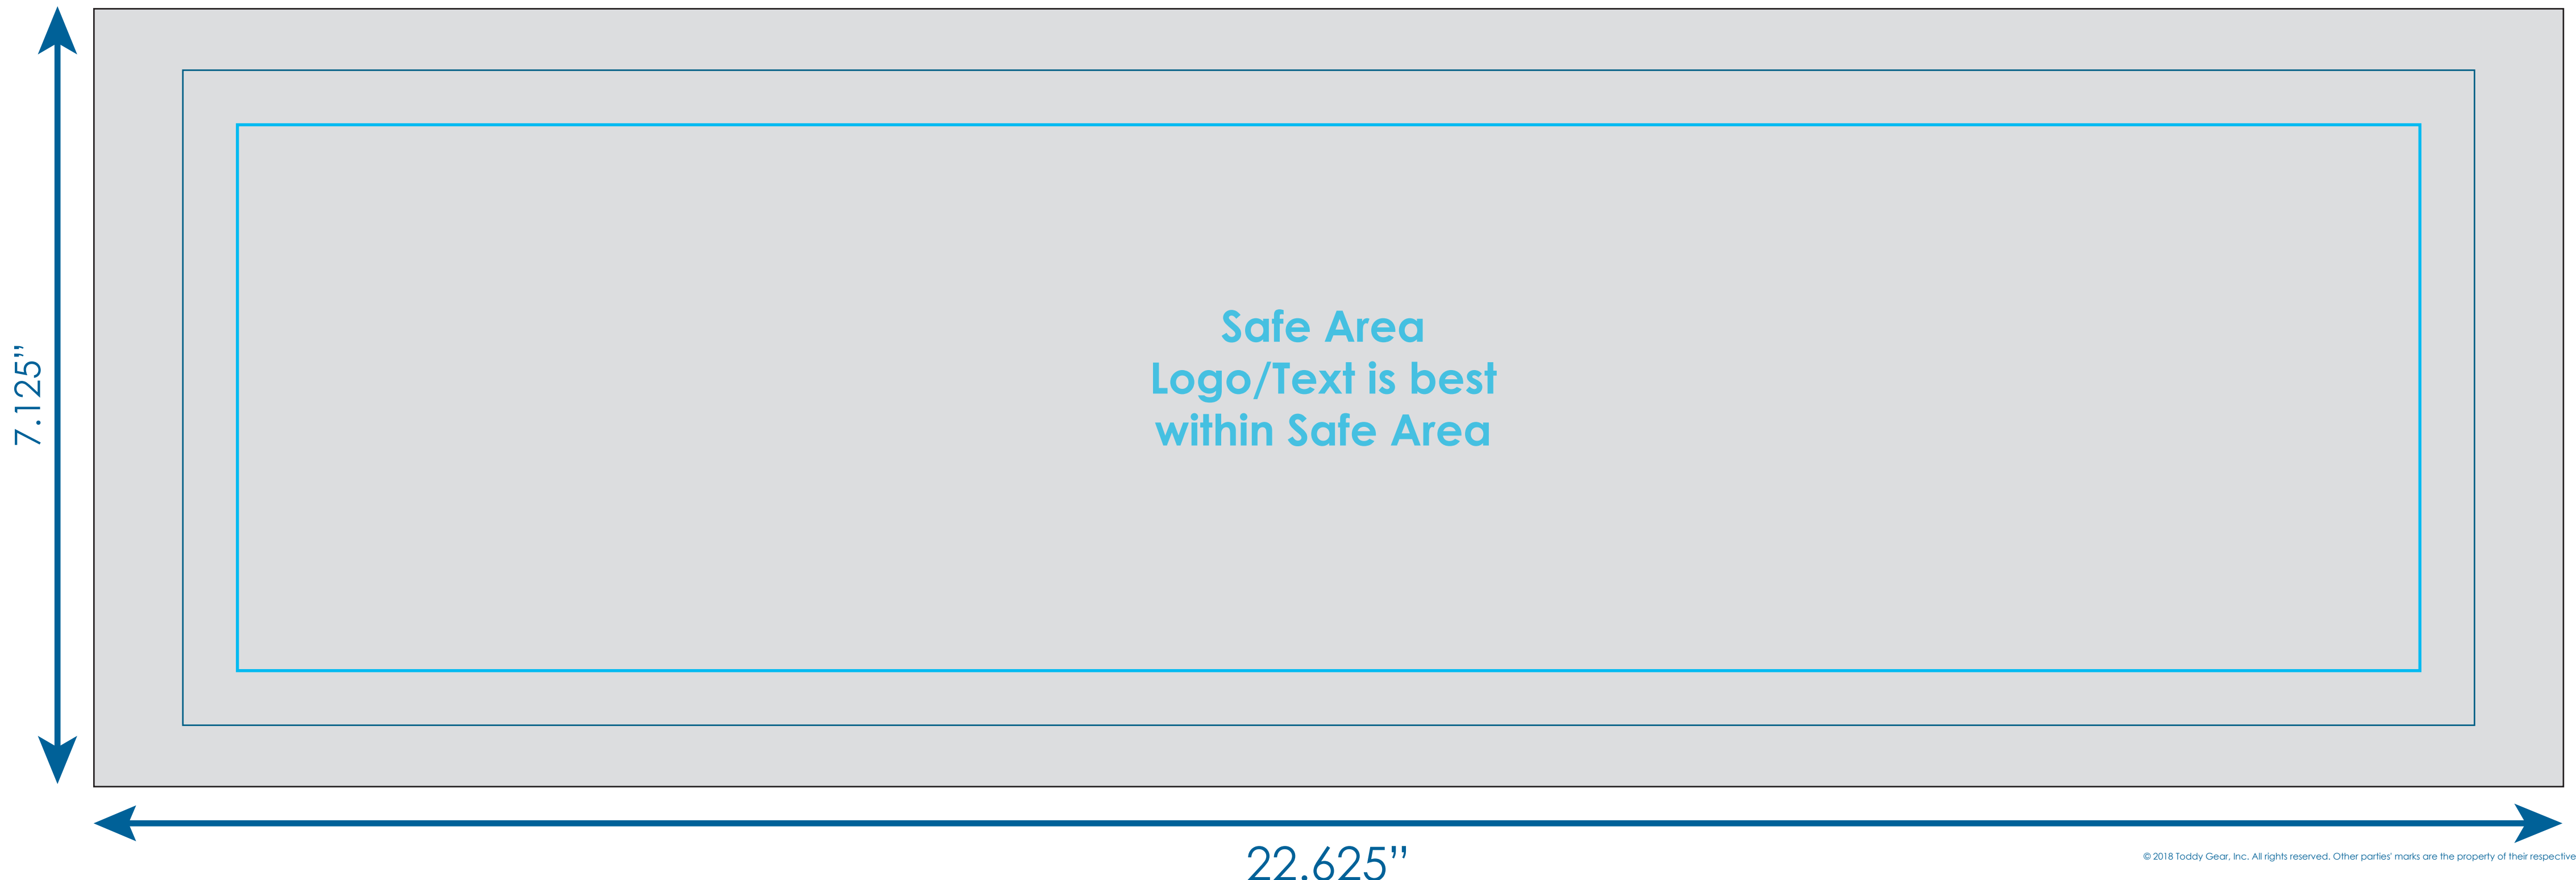 7.125”
Safe Area
Logo/Text is best
within Safe Area
22.625”
© 2018 Toddy Gear, Inc. All rights reserved. Other parties' marks are the property of their respective